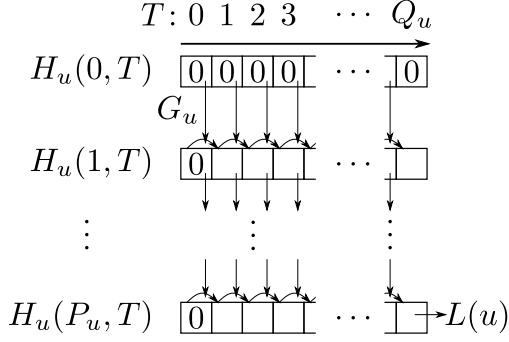 T: 0 1 2 3 ⋯ Q_u
H_u(0, T) 0 0 0 0 ⋯ 0
G_u
H_u(1, T) 0 ⋯
⋮ ⋮ ⋮
H_u(P_u, T) 0 ⋯ L(u)